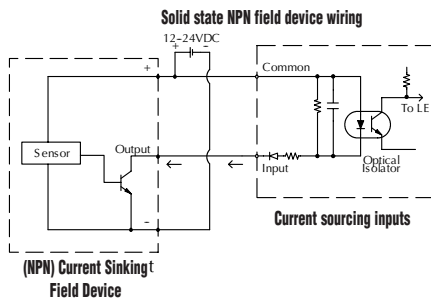 Solid state NPN field device wiring
12-24VDC
+ -
+
Common
To LE
Sensor
Output
Input
Optical
Isolator
-
Current sourcing inputs
(NPN) Current Sinking t
Field Device